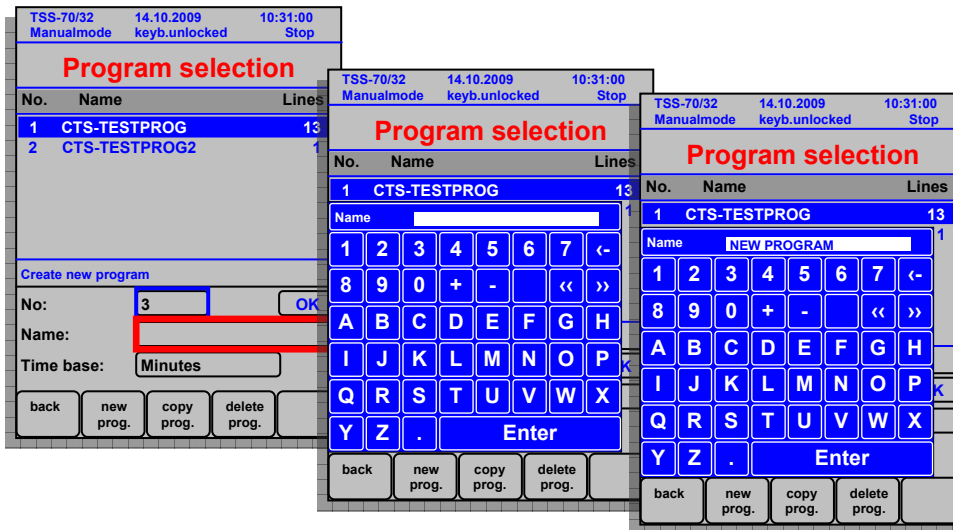 TSS-70/32 14.10.2009 10:31:00
Manualmode keyb.unlocked Stop
Program selection
No. Name Lines
1 CTS-TESTPROG 13
2 CTS-TESTPROG2 1
Create new program
No: 3 OK
Name:
Time base: Minutes
back new prog. copy prog. delete prog.
TSS-70/32 14.10.2009 10:31:00
Manualmode keyb.unlocked Stop
Program selection
No. Name Lines
1 CTS-TESTPROG 13
1
Name
1 2 3 4 5 6 7 ‹-
8 9 0 + - ‹‹ ››
A B C D E F G H
I J K L M N O P
K
Q R S T U V W X
Y Z . Enter
back new prog. copy prog. delete prog.
TSS-70/32 14.10.2009 10:31:00
Manualmode keyb.unlocked Stop
Program selection
No. Name Lines
1 CTS-TESTPROG 13
1
Name NEW PROGRAM
1 2 3 4 5 6 7 ‹-
8 9 0 + - ‹‹ ››
A B C D E F G H
I J K L M N O P
K
Q R S T U V W X
Y Z . Enter
back new prog. copy prog. delete prog.